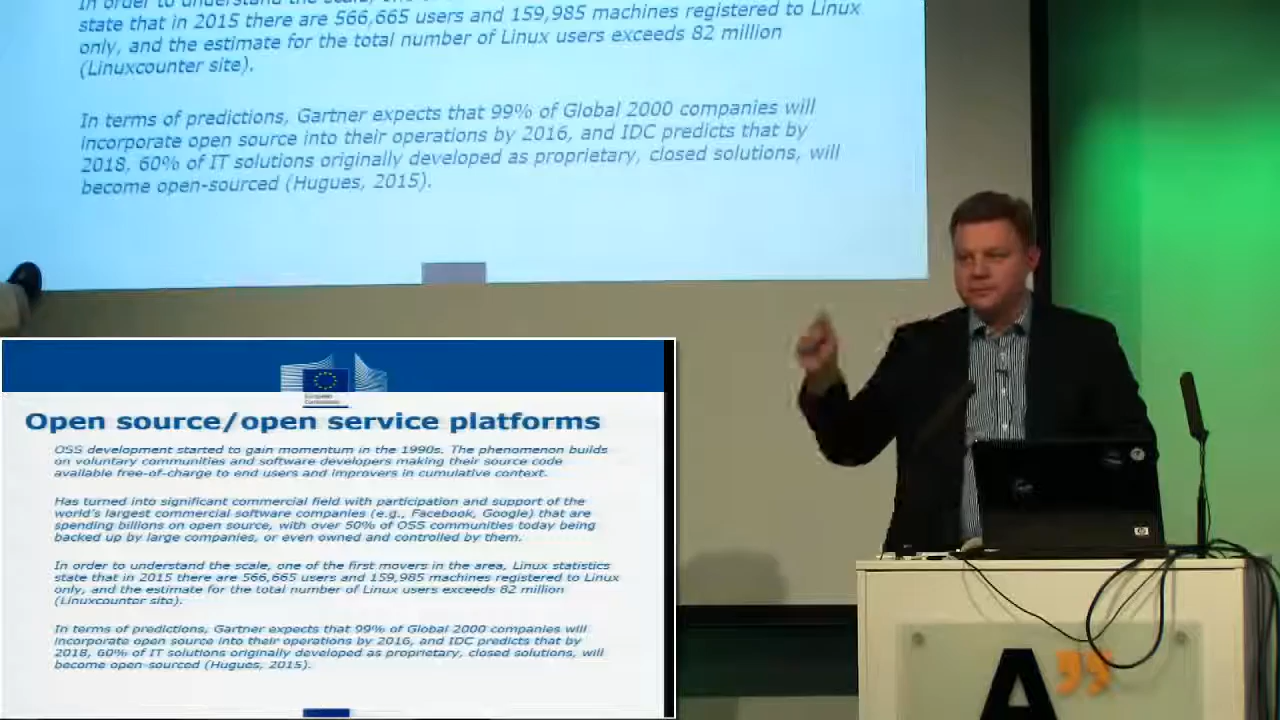 In order to understand the scale, one
state that in 2015 there are 566,665 users and 159,985 machines registered to Linux
only, and the estimate for the total number of Linux users exceeds 82 million
(Linuxcounter site).
In terms of predictions, Gartner expects that 99% of Global 2000 companies will
incorporate open source into their operations by 2016, and IDC predicts that by
2018, 60% of IT solutions originally developed as proprietary, closed solutions, will
become open-sourced (Hugues, 2015).
European
Commission
Open source/open service platforms
OSS development started to gain momentum in the 1990s. The phenomenon builds
on voluntary communities and software developers making their source code
available free-of-charge to end users and improvers in cumulative context.
Has turned into significant commercial field with participation and support of the
world's largest commercial software companies (e.g., Facebook, Google) that are
spending billions on open source, with over 50% of OSS communities today being
backed up by large companies, or even owned and controlled by them.
In order to understand the scale, one of the first movers in the area, Linux statistics
state that in 2015 there are 566,665 users and 159,985 machines registered to Linux
only, and the estimate for the total number of Linux users exceeds 82 million
(Linuxcounter site).
In terms of predictions, Gartner expects that 99% of Global 2000 companies will
incorporate open source into their operations by 2016, and IDC predicts that by
2018, 60% of IT solutions originally developed as proprietary, closed solutions, will
become open-sourced (Hugues, 2015).
hp
A"